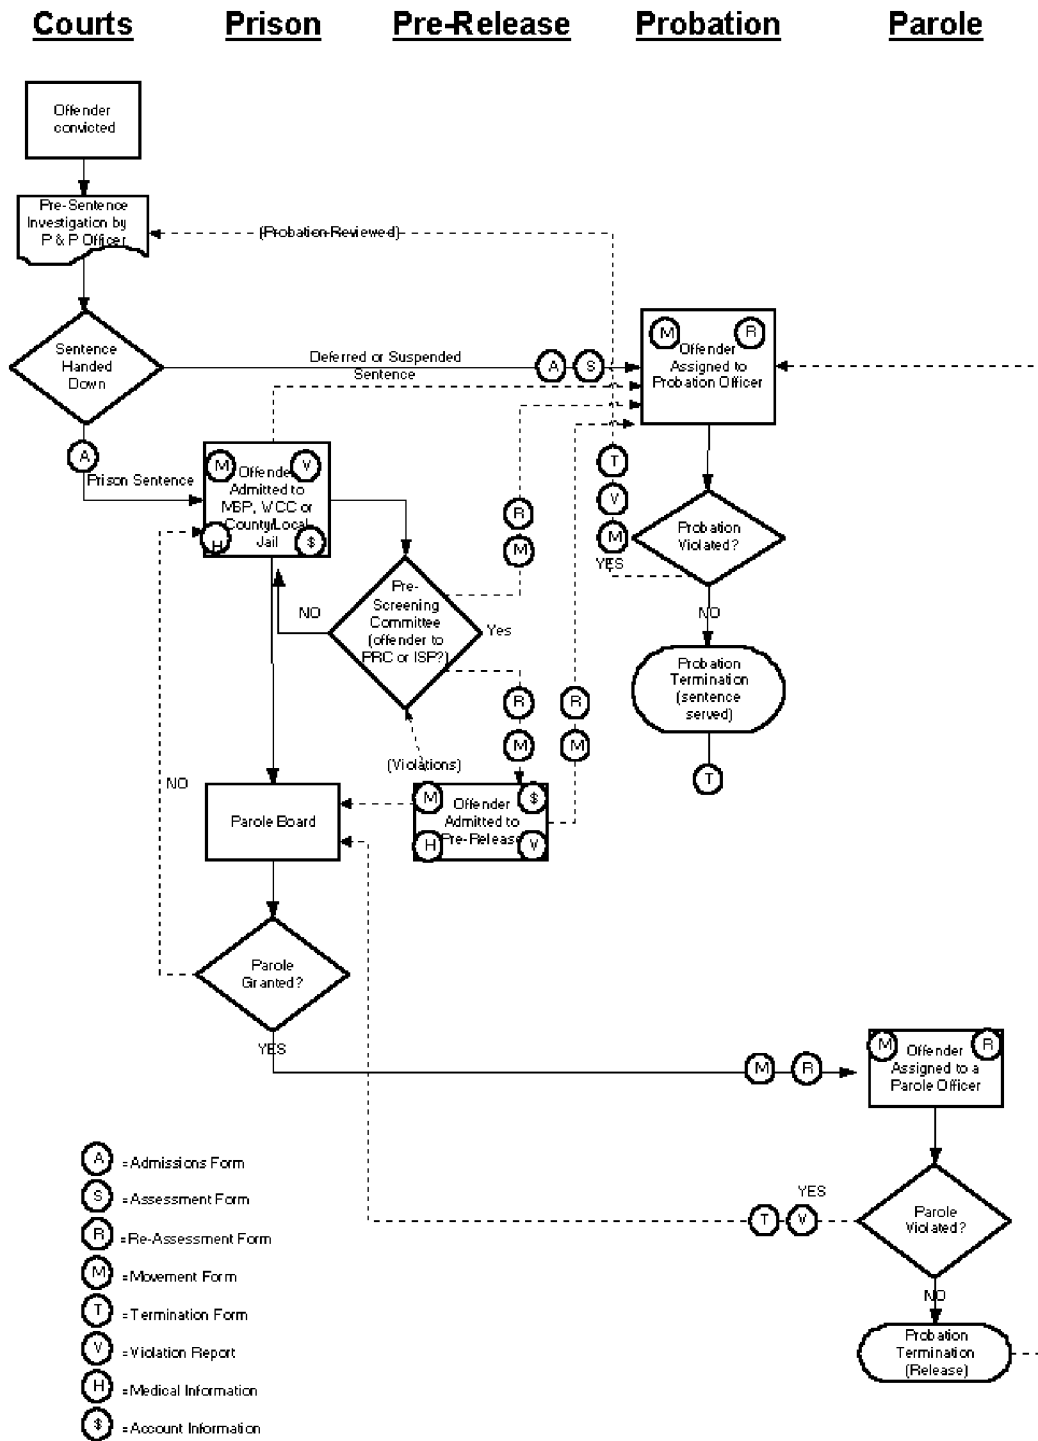 Courts Prison Pre-Release Probation Parole
Offender
convicted
Pre-Sentence
Investigation by
P & P Officer
(Probation Reviewed)
Sentence
Handed
Down
Deferred or Suspended
Sentence
A
S
M
R
Offender
Assigned to
Probation Officer
A
Prison Sentence
M
V
Offender
Admitted to
MSP, WCC or
County/Local
Jail
H
$
T
V
M
YES
Probation
Violated?
R
M
NO
Pre-
Screening
Committee
(offender to
PRC or ISP?)
Yes
NO
Probation
Termination
(sentence
served)
T
R
M
R
M
(Violations)
NO
Parole Board
M
$
Offender
Admitted to
Pre-Release
H
V
Parole
Granted?
YES
M
R
M
R
Offender
Assigned to a
Parole Officer
YES
T
V
Parole
Violated?
NO
Probation
Termination
(Release)
A =Admissions Form
S =Assessment Form
R =Re-Assessment Form
M =Movement Form
T =Termination Form
V =Violation Report
H =Medical Information
$ =Account Information